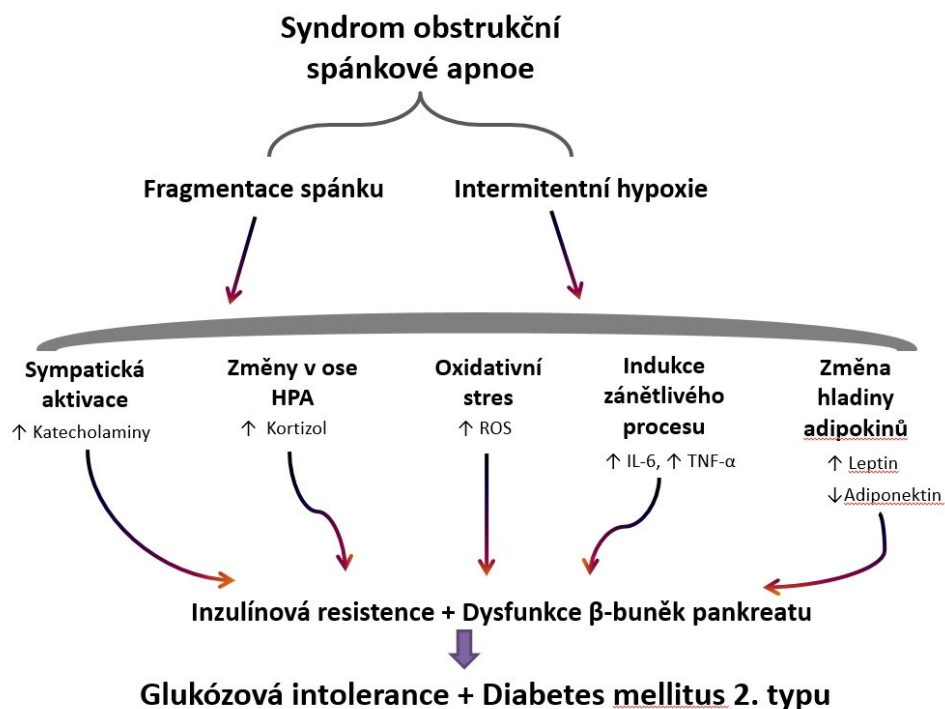 Syndrom obstrukční
spánkové apnoe
Fragmentace spánku
Intermitentní hypoxie
Sympatická
aktivace
↑ Katecholaminy
Změny v ose
HPA
↑ Kortizol
Oxidativní
stres
↑ ROS
Indukce
zánětlivého
procesu
↑ IL-6, ↑ TNF-α
Změna
hladiny
adipokinů
↑ Leptin
↓Adiponektin
Inzulínová resistence + Dysfunkce β-buněk pankreatu
Glukózová intolerance + Diabetes mellitus 2. typu